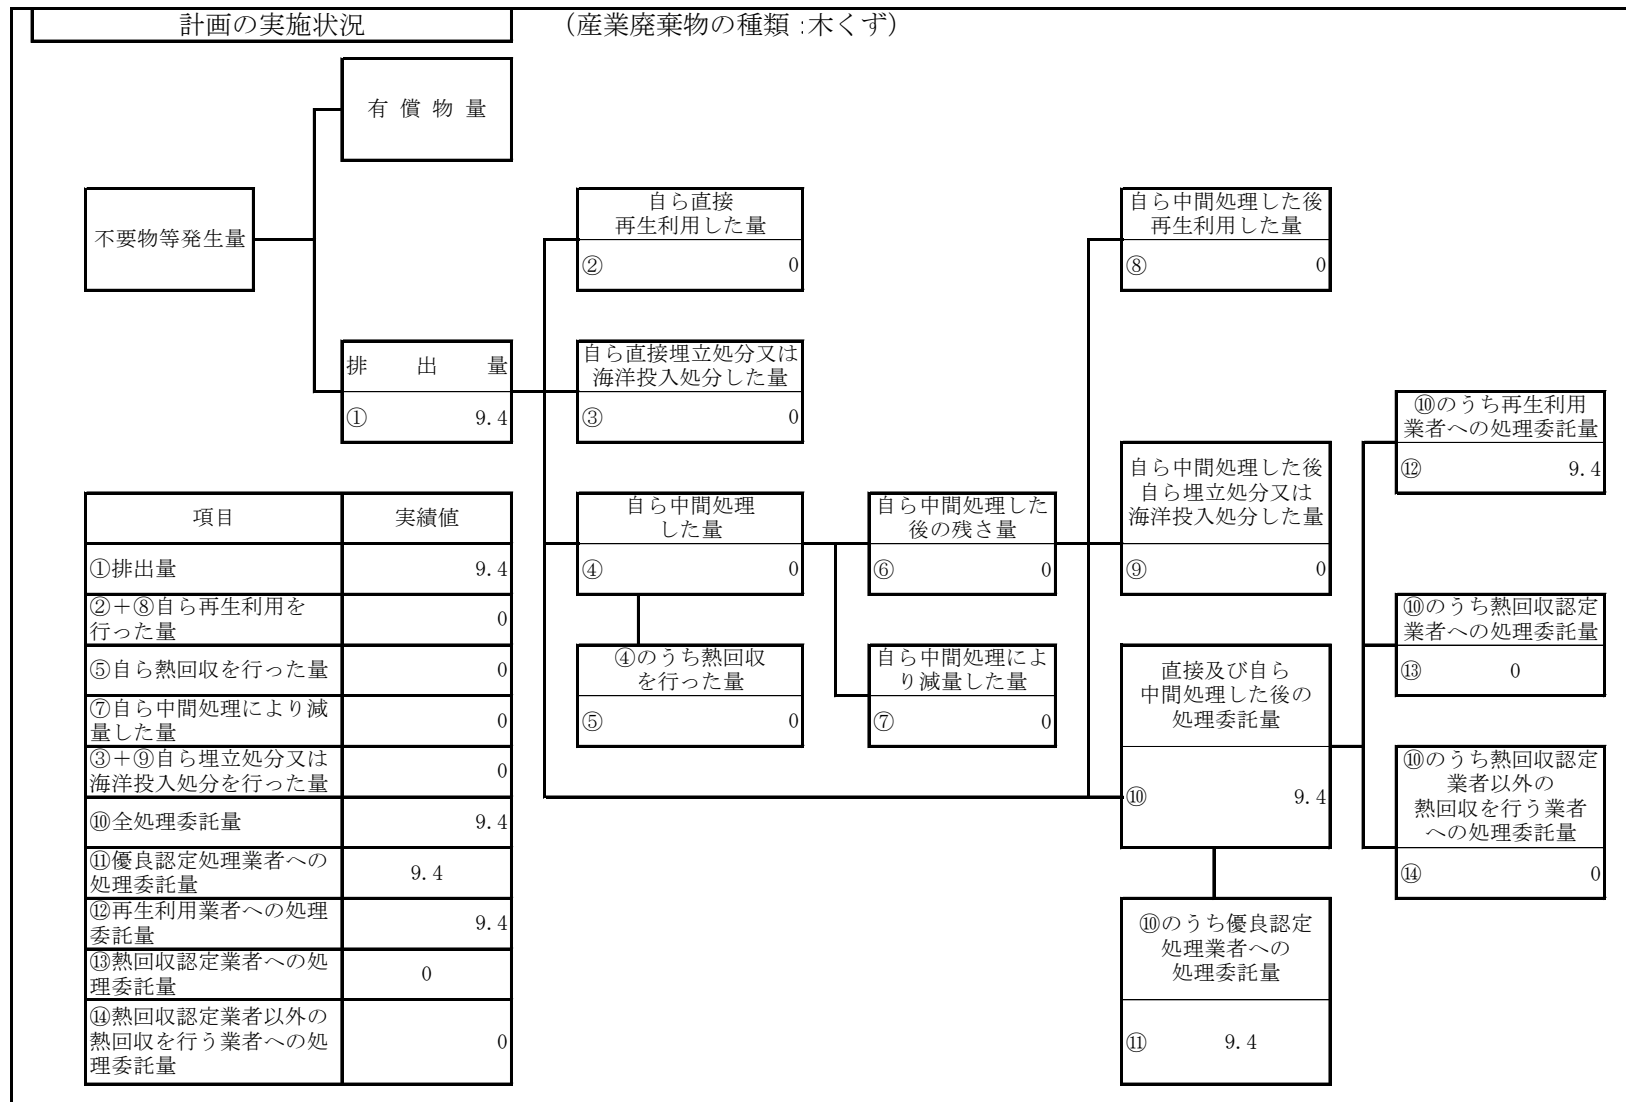 計画の実施状況
（産業廃棄物の種類：木くず）
有償物量
不要物等発生量
自ら直接
再生利用した量
② 0
自ら中間処理した後
再生利用した量
⑧ 0
排出量
① 9.4
自ら直接埋立処分又は
海洋投入処分した量
③ 0
⑩のうち再生利用
業者への処理委託量
⑫ 9.4
自ら中間処理した後
自ら埋立処分又は
海洋投入処分した量
⑨ 0
自ら中間処理
した量
④ 0
自ら中間処理した
後の残さ量
⑥ 0
⑩のうち熱回収認定
業者への処理委託量
⑬ 0
④のうち熱回収
を行った量
⑤ 0
自ら中間処理によ
り減量した量
⑦ 0
直接及び自ら
中間処理した後の
処理委託量
⑩ 9.4
⑩のうち熱回収認定
業者以外の
熱回収を行う業者
への処理委託量
⑭ 0
⑩のうち優良認定
処理業者への
処理委託量
⑪ 9.4
項目 実績値
①排出量 9.4
②＋⑧自ら再生利用を
行った量 0
⑤自ら熱回収を行った量 0
⑦自ら中間処理により減
量した量 0
③＋⑨自ら埋立処分又は
海洋投入処分を行った量 0
⑩全処理委託量 9.4
⑪優良認定処理業者への
処理委託量 9.4
⑫再生利用業者への処理
委託量 9.4
⑬熱回収認定業者への処
理委託量 0
⑭熱回収認定業者以外の
熱回収を行う業者への処
理委託量 0